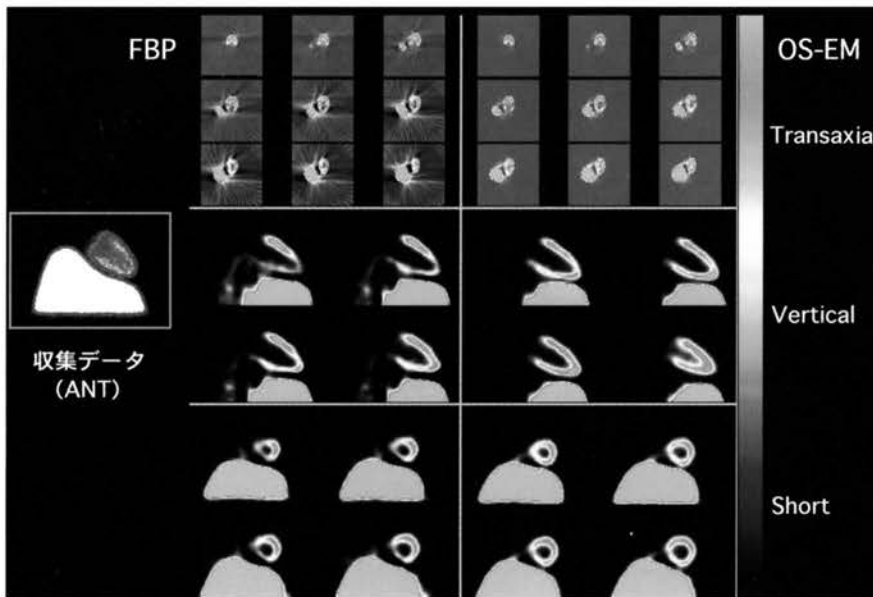 FBP
OS-EM
Transaxia
収集データ
(ANT)
Vertical
Short